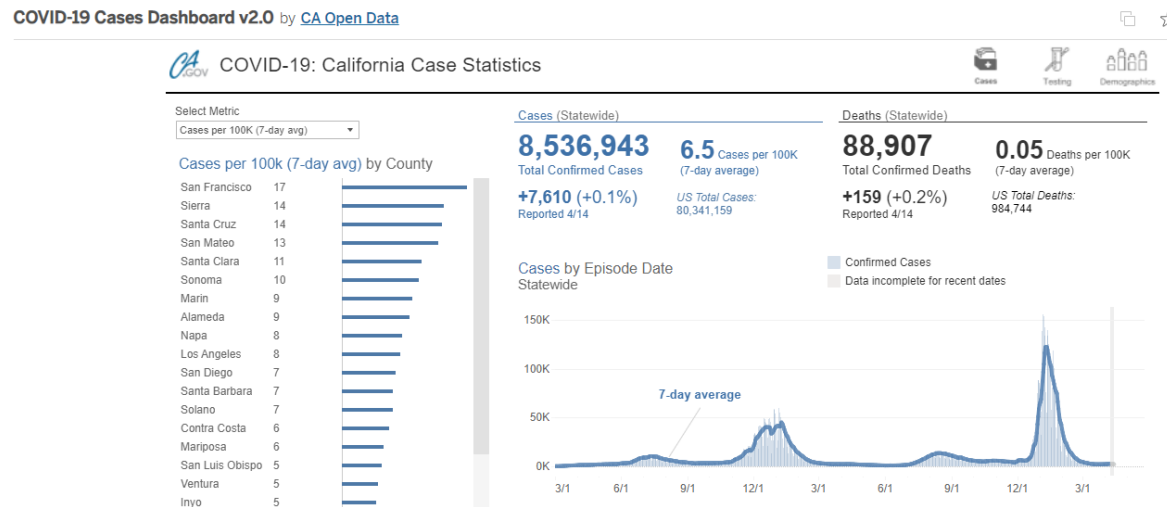 COVID-19 Cases Dashboard v2.0 by CA Open Data
CA.GOV COVID-19: California Case Statistics
Cases
Testing
Demographics
Select Metric
Cases per 100K (7-day avg)
Cases per 100k (7-day avg) by County
San Francisco 17
Sierra 14
Santa Cruz 14
San Mateo 13
Santa Clara 11
Sonoma 10
Marin 9
Alameda 9
Napa 8
Los Angeles 8
San Diego 7
Santa Barbara 7
Solano 7
Contra Costa 6
Mariposa 6
San Luis Obispo 5
Ventura 5
Inyo 5
Cases (Statewide)
8,536,943
Total Confirmed Cases
+7,610 (+0.1%)
Reported 4/14
6.5 Cases per 100K
(7-day average)
US Total Cases:
80,341,159
Deaths (Statewide)
88,907
Total Confirmed Deaths
+159 (+0.2%)
Reported 4/14
0.05 Deaths per 100K
(7-day average)
US Total Deaths:
984,744
Cases by Episode Date
Statewide
Confirmed Cases
Data incomplete for recent dates
150K
100K
50K
0K
7-day average
3/1 6/1 9/1 12/1 3/1 6/1 9/1 12/1 3/1